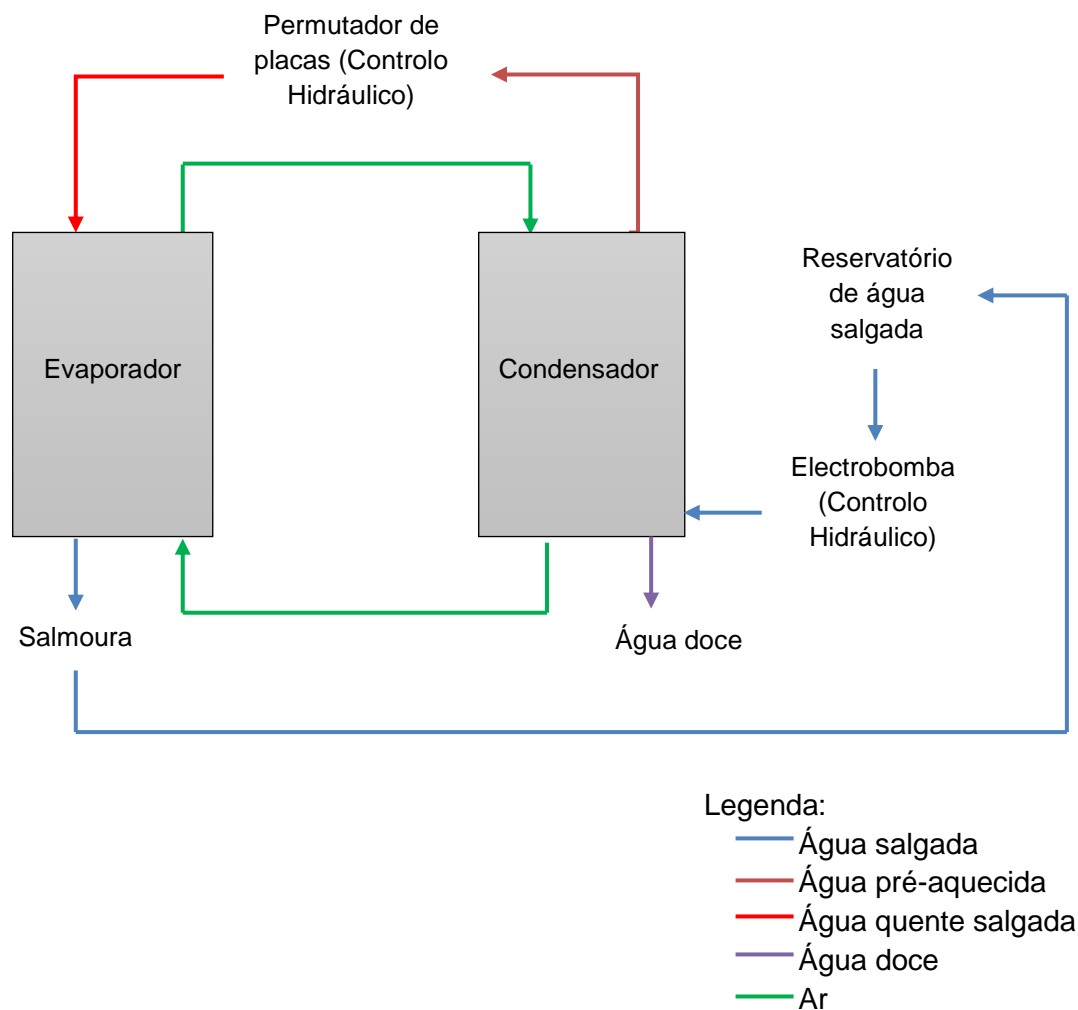 Permutador de
placas (Controlo
Hidráulico)
Evaporador
Condensador
Reservatório
de água
salgada
Electrobomba
(Controlo
Hidráulico)
Salmoura
Água doce
Legenda:
Água salgada
Água pré-aquecida
Água quente salgada
Água doce
Ar